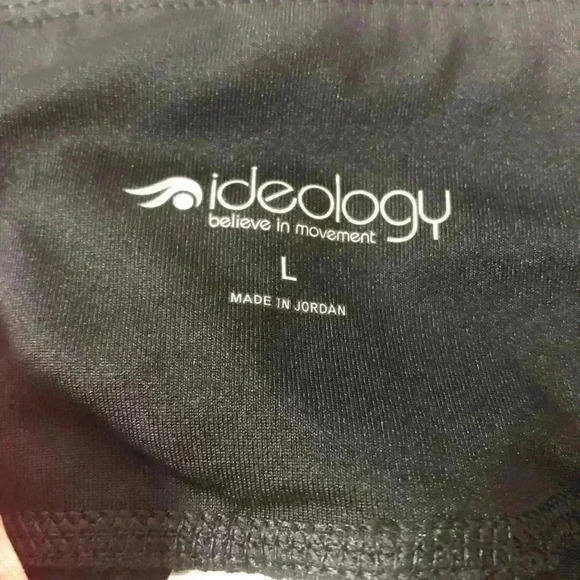 ideology
believe in movement
L
MADE IN JORDAN